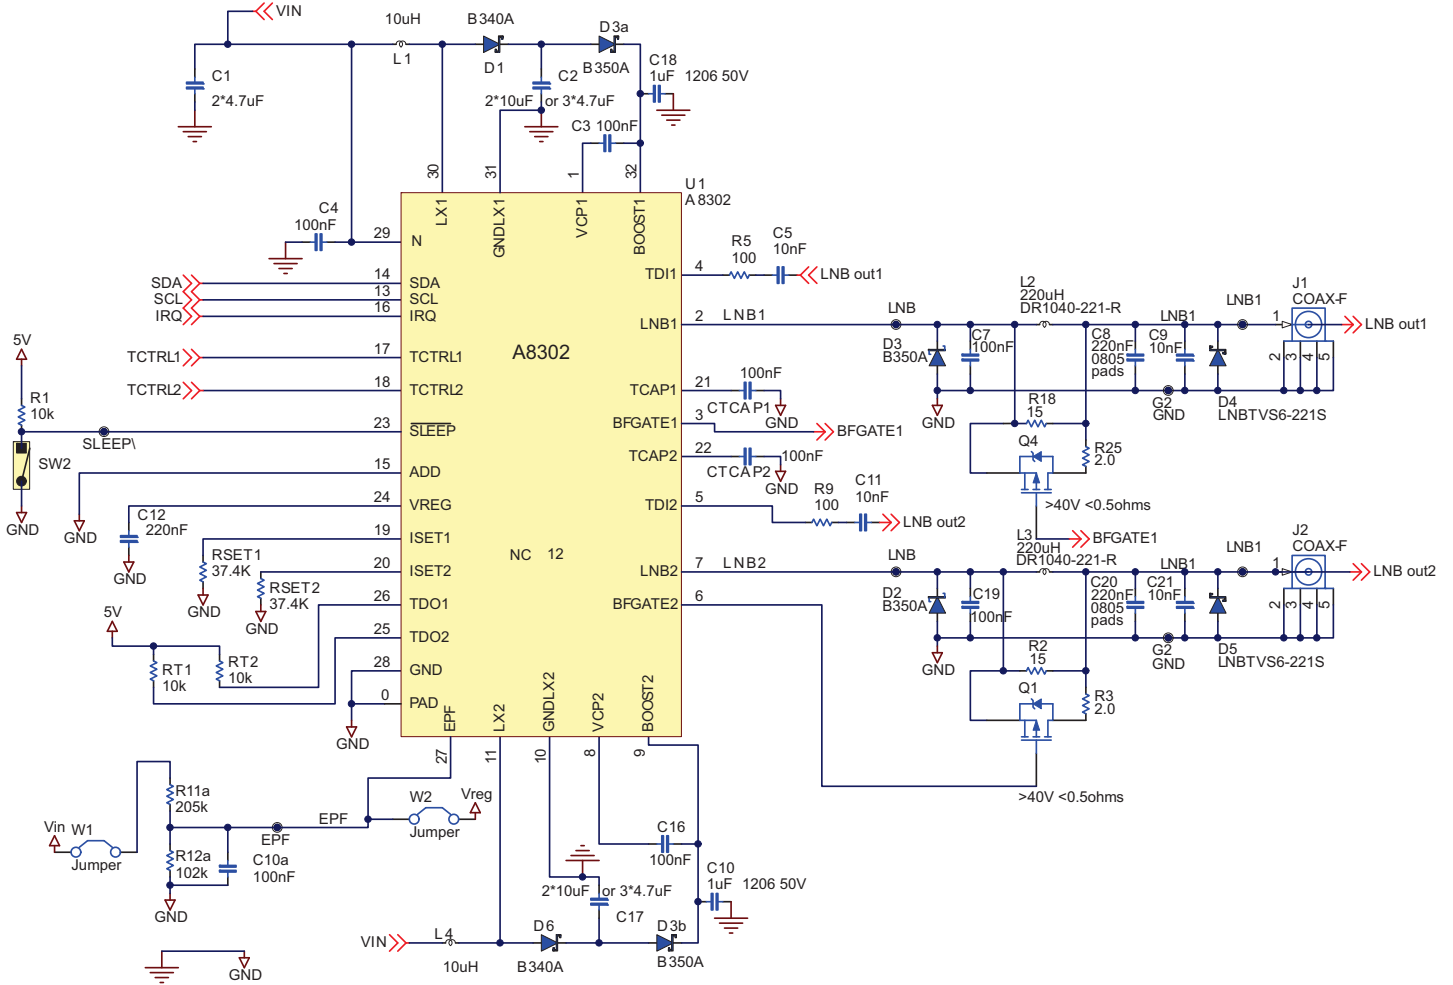 VIN
10uH
L1
B340A
D1
D3a
B350A
C1
2*4.7uF
C2
2*10uF or 3*4.7uF
C18
1uF 1206 50V
C3 100nF
30
31
1
32
U1
A8302
LX1
GNDLX1
VCP1
BOOST1
C4
100nF
29
N
SDA
14
SDA
SCL
13
SCL
IRQ
16
IRQ
TCTRL1
17
TCTRL1
TCTRL2
18
TCTRL2
5V
R1
10k
SLEEP\
23
SLEEP
SW2
GND
15
ADD
GND
24
VREG
C12
220nF
GND
19
ISET1
RSET1
37.4K
GND
20
ISET2
RSET2
37.4K
GND
26
TDO1
25
TDO2
5V
RT1
10k
RT2
10k
28
GND
0
PAD
GND
A8302
NC 12
TDI1
4
R5
100
C5
10nF
LNB out1
LNB1
2
LNB1
TCAP1
21
100nF
CTCAP1
GND
BFGATE1
3
BFGATE1
TCAP2
22
100nF
CTCAP2
GND
TDI2
5
R9
100
C11
10nF
LNB out2
LNB2
7
LNB2
BFGATE2
6
LNB
D3
B350A
GND
C7
100nF
L2
220uH
DR1040-221-R
R18
15
Q4
R25
2.0
>40V <0.5ohms
BFGATE1
C8
220nF
0805
pads
LNB1
C9
10nF
G2
GND
D4
LNBTVS6-221S
LNB1
J1
COAX-F
1
2
3
4
5
LNB out1
LNB
D2
B350A
GND
C19
100nF
L3
220uH
DR1040-221-R
R2
15
Q1
R3
2.0
>40V <0.5ohms
C20
220nF
0805
pads
LNB1
C21
10nF
G2
GND
D5
LNBTVS6-221S
LNB1
J2
COAX-F
1
2
3
4
5
LNB out2
EPF
LX2
GNDLX2
VCP2
BOOST2
27
11
10
8
9
Vin
W1
Jumper
R11a
205k
R12a
102k
GND
EPF
C10a
100nF
EPF
W2
Jumper
Vreg
C16
100nF
C10
1uF 1206 50V
2*10uF or 3*4.7uF
C17
VIN
L4
10uH
D6
B340A
D3b
B350A
GND